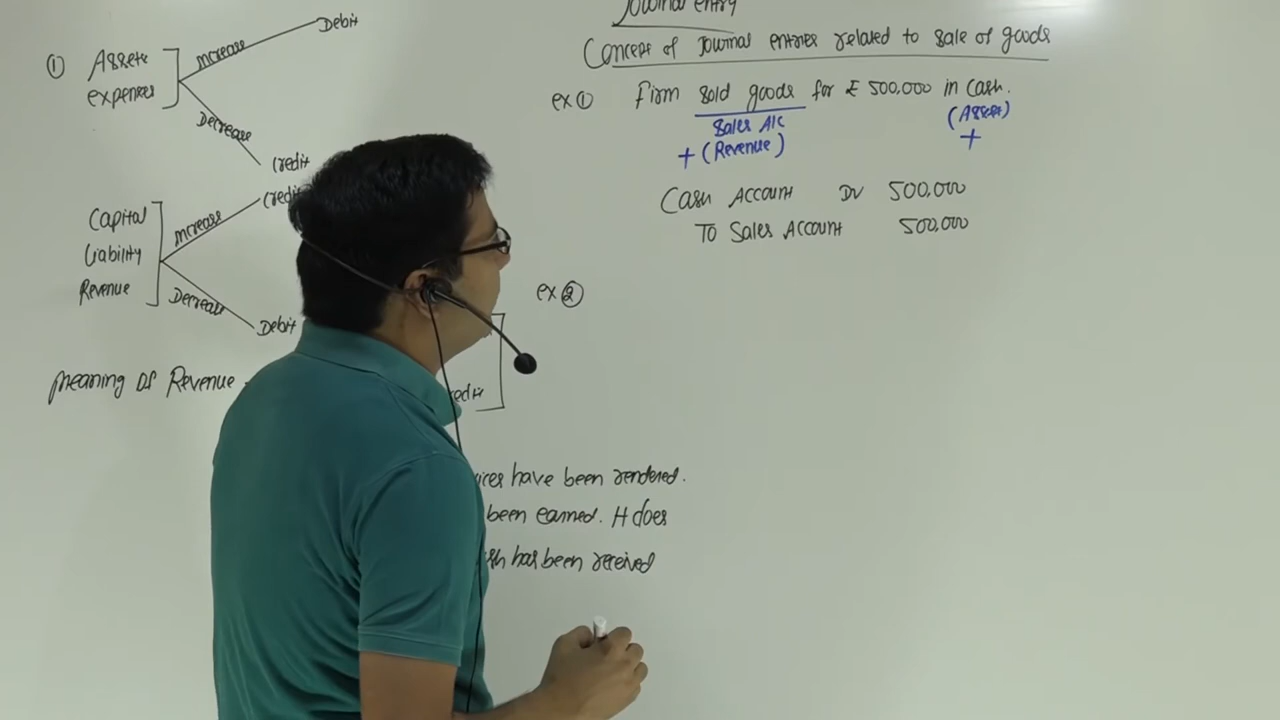 ① Assets
expenses
Increase
Debit
Decrease
Credit
Capital
Liability
Revenue
Increase
Credit
Decrease
Debit
Meaning of Revenue -
redit
ices have been rendered.
been earned. It does
sh has been received
Journal entry
Concept of Journal entries related to sale of goods
ex ① Firm sold goods for £ 500,000 in cash.
Sales A/c
(Asset)
+ (Revenue)
+
Cash Account Dr 500,000
To Sales Account 500,000
ex ②